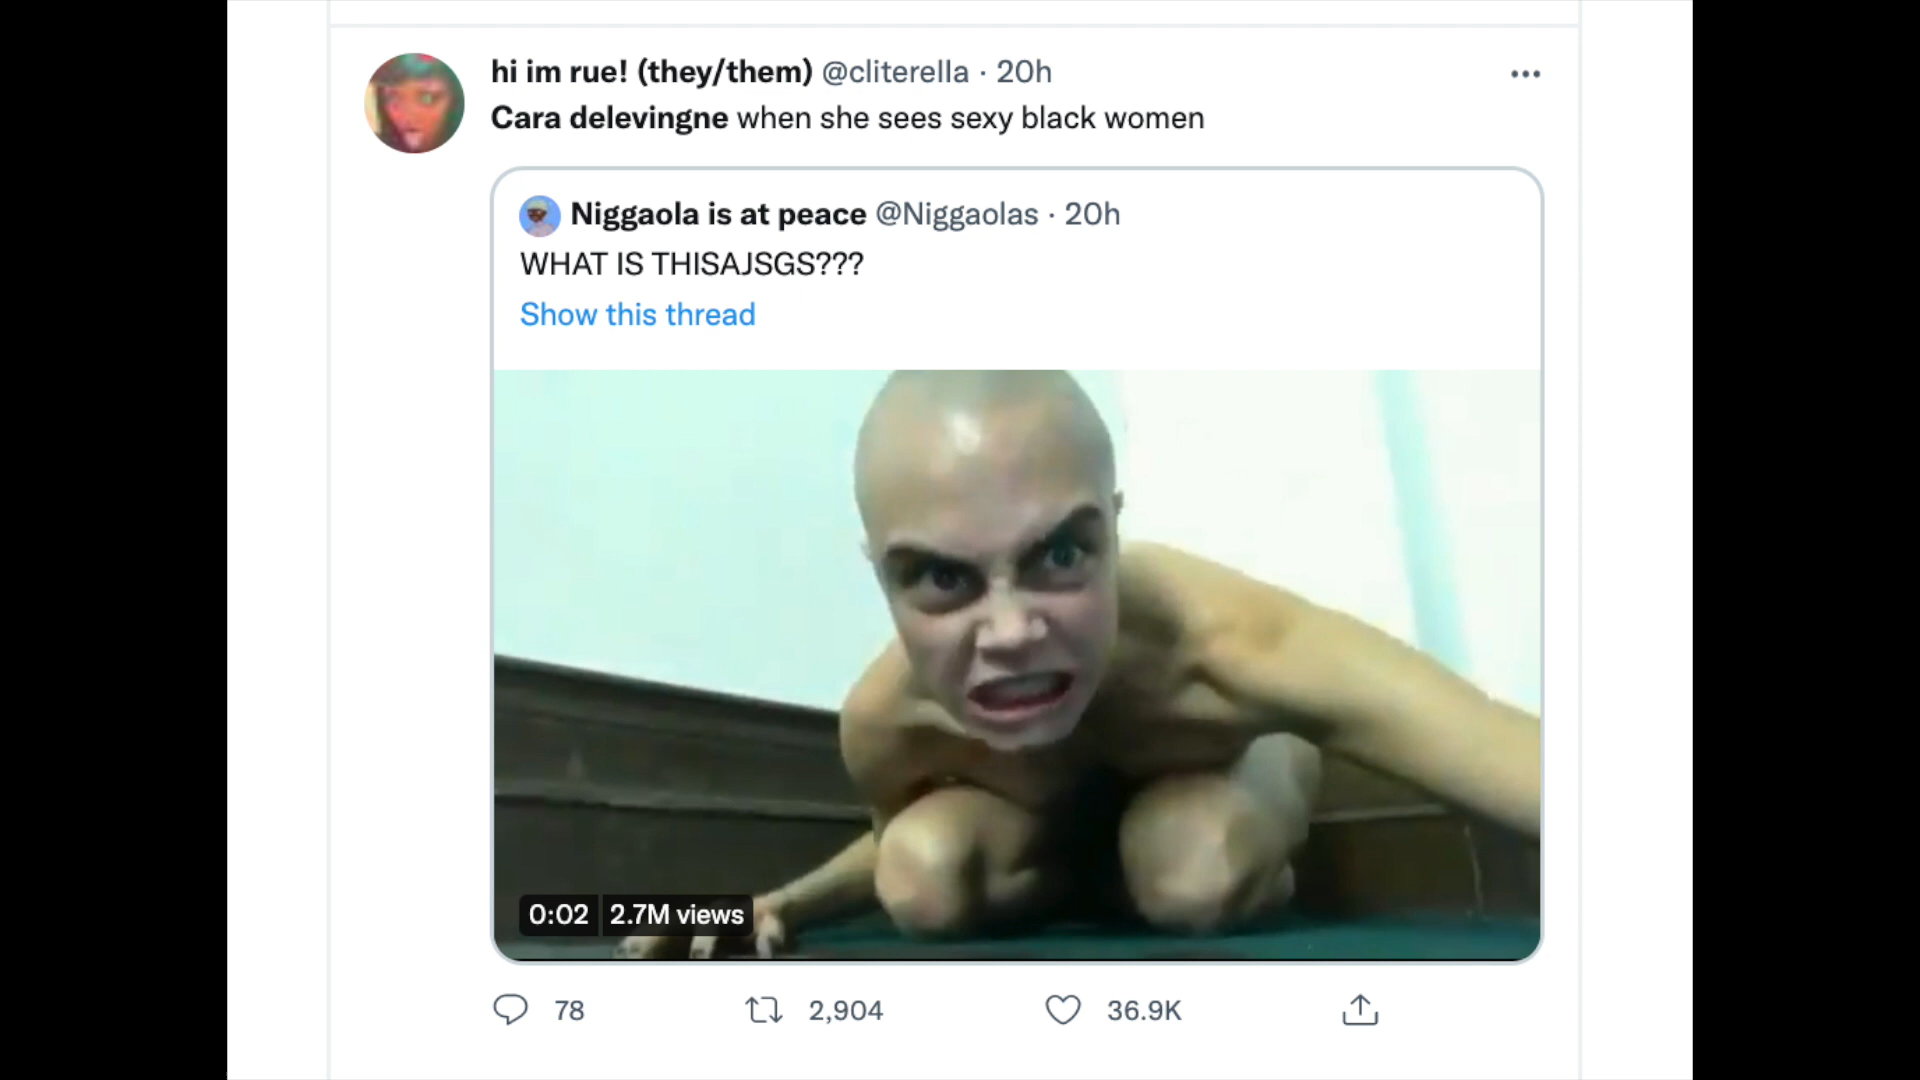 hi im rue! (they/them) @cliterella · 20h
Cara delevingne when she sees sexy black women
Niggaola is at peace @Niggaolas · 20h
WHAT IS THISAJSGS???
Show this thread
0:02 2.7M views
78 2,904 36.9K